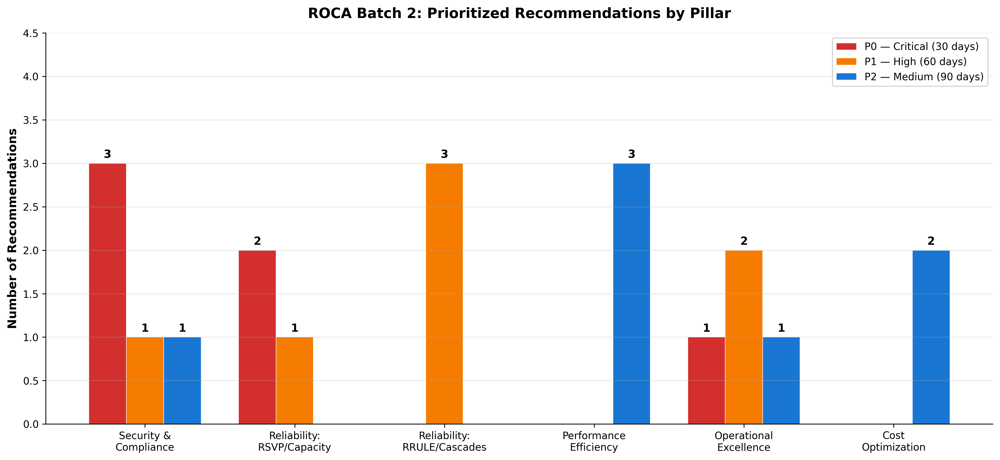 ROCA Batch 2: Prioritized Recommendations by Pillar
Number of Recommendations
4.5
4.0
3.5
3.0
2.5
2.0
1.5
1.0
0.5
0.0
P0 — Critical (30 days)
P1 — High (60 days)
P2 — Medium (90 days)
3
1
1
2
1
3
3
1
2
1
2
Security &
Compliance
Reliability:
RSVP/Capacity
Reliability:
RRULE/Cascades
Performance
Efficiency
Operational
Excellence
Cost
Optimization